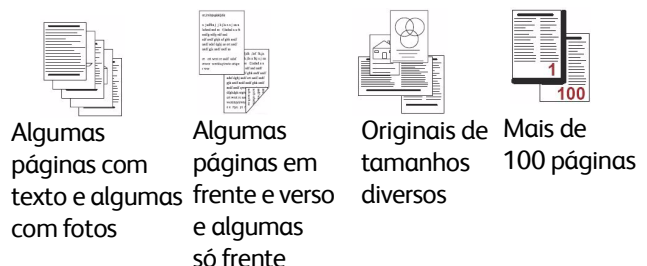 1
100
Algumas
páginas com
texto e algumas
com fotos
Algumas
páginas em
frente e verso
e algumas
só frente
Originais de
tamanhos
diversos
Mais de
100 páginas